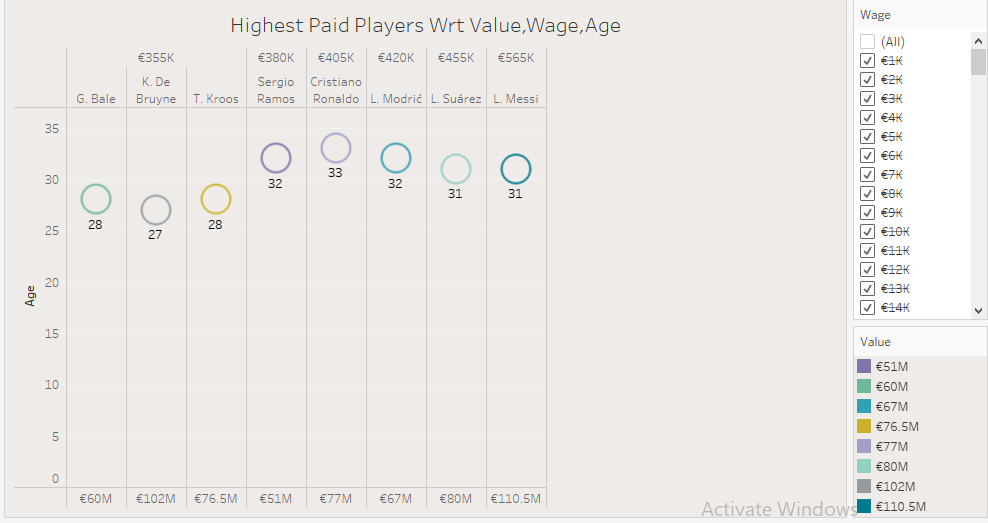 Highest Paid Players Wrt Value,Wage,Age
€355K €380K €405K €420K €455K €565K
G. Bale K. De Bruyne T. Kroos Sergio Ramos Cristiano Ronaldo L. Modrić L. Suárez L. Messi
35
30
25
20
15
10
5
0
Age
28 27 28 32 33 32 31 31
€60M €102M €76.5M €51M €77M €67M €80M €110.5M
Wage
(All)
€1K
€2K
€3K
€4K
€5K
€6K
€7K
€8K
€9K
€10K
€11K
€12K
€13K
€14K
Value
€51M
€60M
€67M
€76.5M
€77M
€80M
€102M
€110.5M
Activate Windows